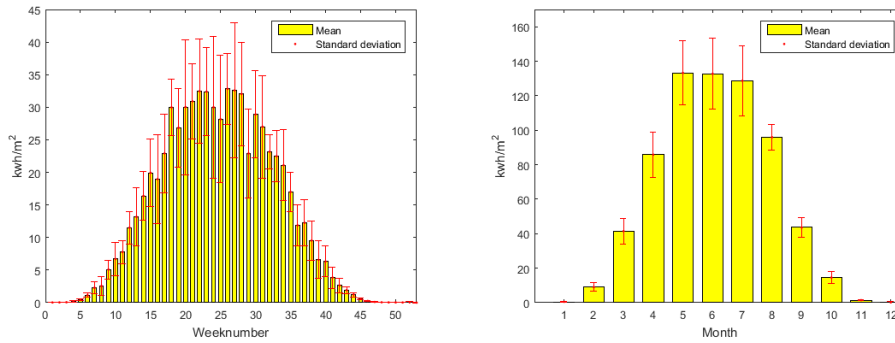 45
40
35
30
25
20
15
10
5
0
kwh/m²
Mean
Standard deviation
0 5 10 15 20 25 30 35 40 45 50
Weeknumber
160
140
120
100
80
60
40
20
0
kwh/m²
Mean
Standard deviation
1 2 3 4 5 6 7 8 9 10 11 12
Month